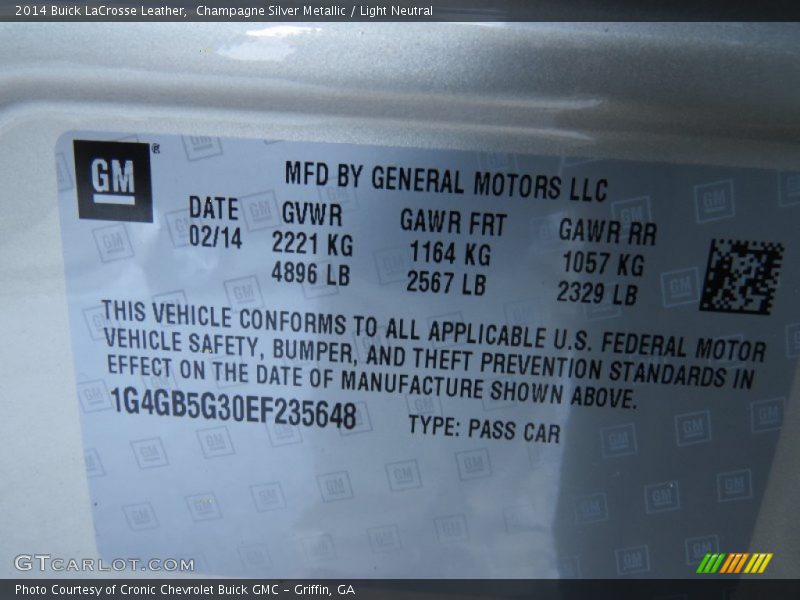 2014 Buick LaCrosse Leather,  Champagne Silver Metallic / Light Neutral
GM ®
MFD BY GENERAL MOTORS LLC
DATE GVWR GAWR FRT GAWR RR
02/14 2221 KG 1164 KG 1057 KG
4896 LB 2567 LB 2329 LB
THIS VEHICLE CONFORMS TO ALL APPLICABLE U.S. FEDERAL MOTOR
VEHICLE SAFETY, BUMPER, AND THEFT PREVENTION STANDARDS IN
EFFECT ON THE DATE OF MANUFACTURE SHOWN ABOVE.
1G4GB5G30EF235648 TYPE: PASS CAR
GTcarlot.com
Photo Courtesy of Cronic Chevrolet Buick GMC – Griffin, GA